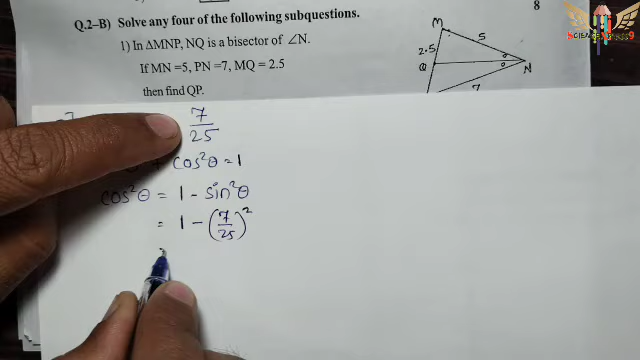 8
Q.2-B) Solve any four of the following subquestions.
1) In ΔMNP, NQ is a bisector of ∠N.
If MN =5, PN =7, MQ = 2.5
then find QP.
M
5
2.5
Q
N
7
7/25
+ cos²θ = 1
cos²θ = 1 - sin²θ
= 1 - (7/25)²